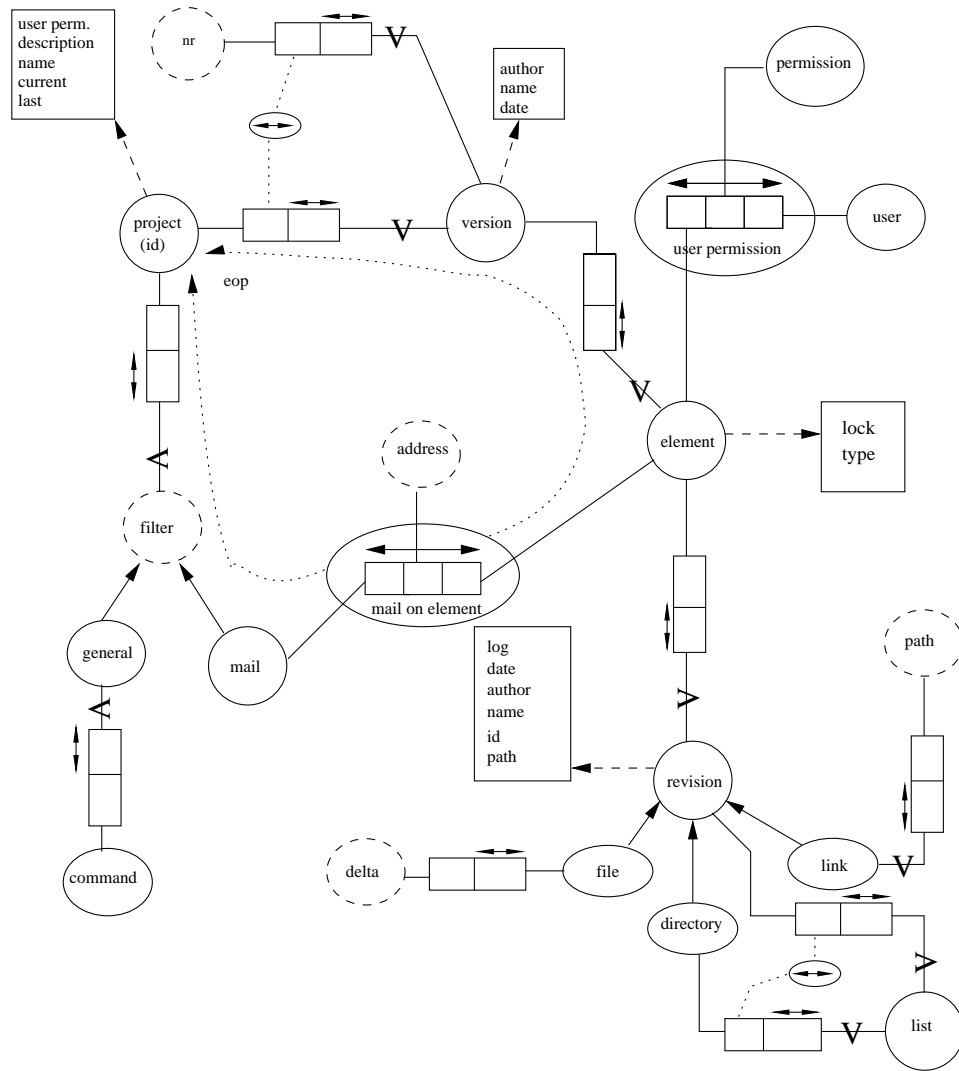 user perm.
description
name
current
last
nr
V
author
name
date
permission
project
(id)
V
version
user
user permission
eop
V
element
lock
type
address
V
filter
mail on element
general
mail
log
date
author
name
id
path
path
V
V
revision
command
delta
file
link
V
directory
V
list
V